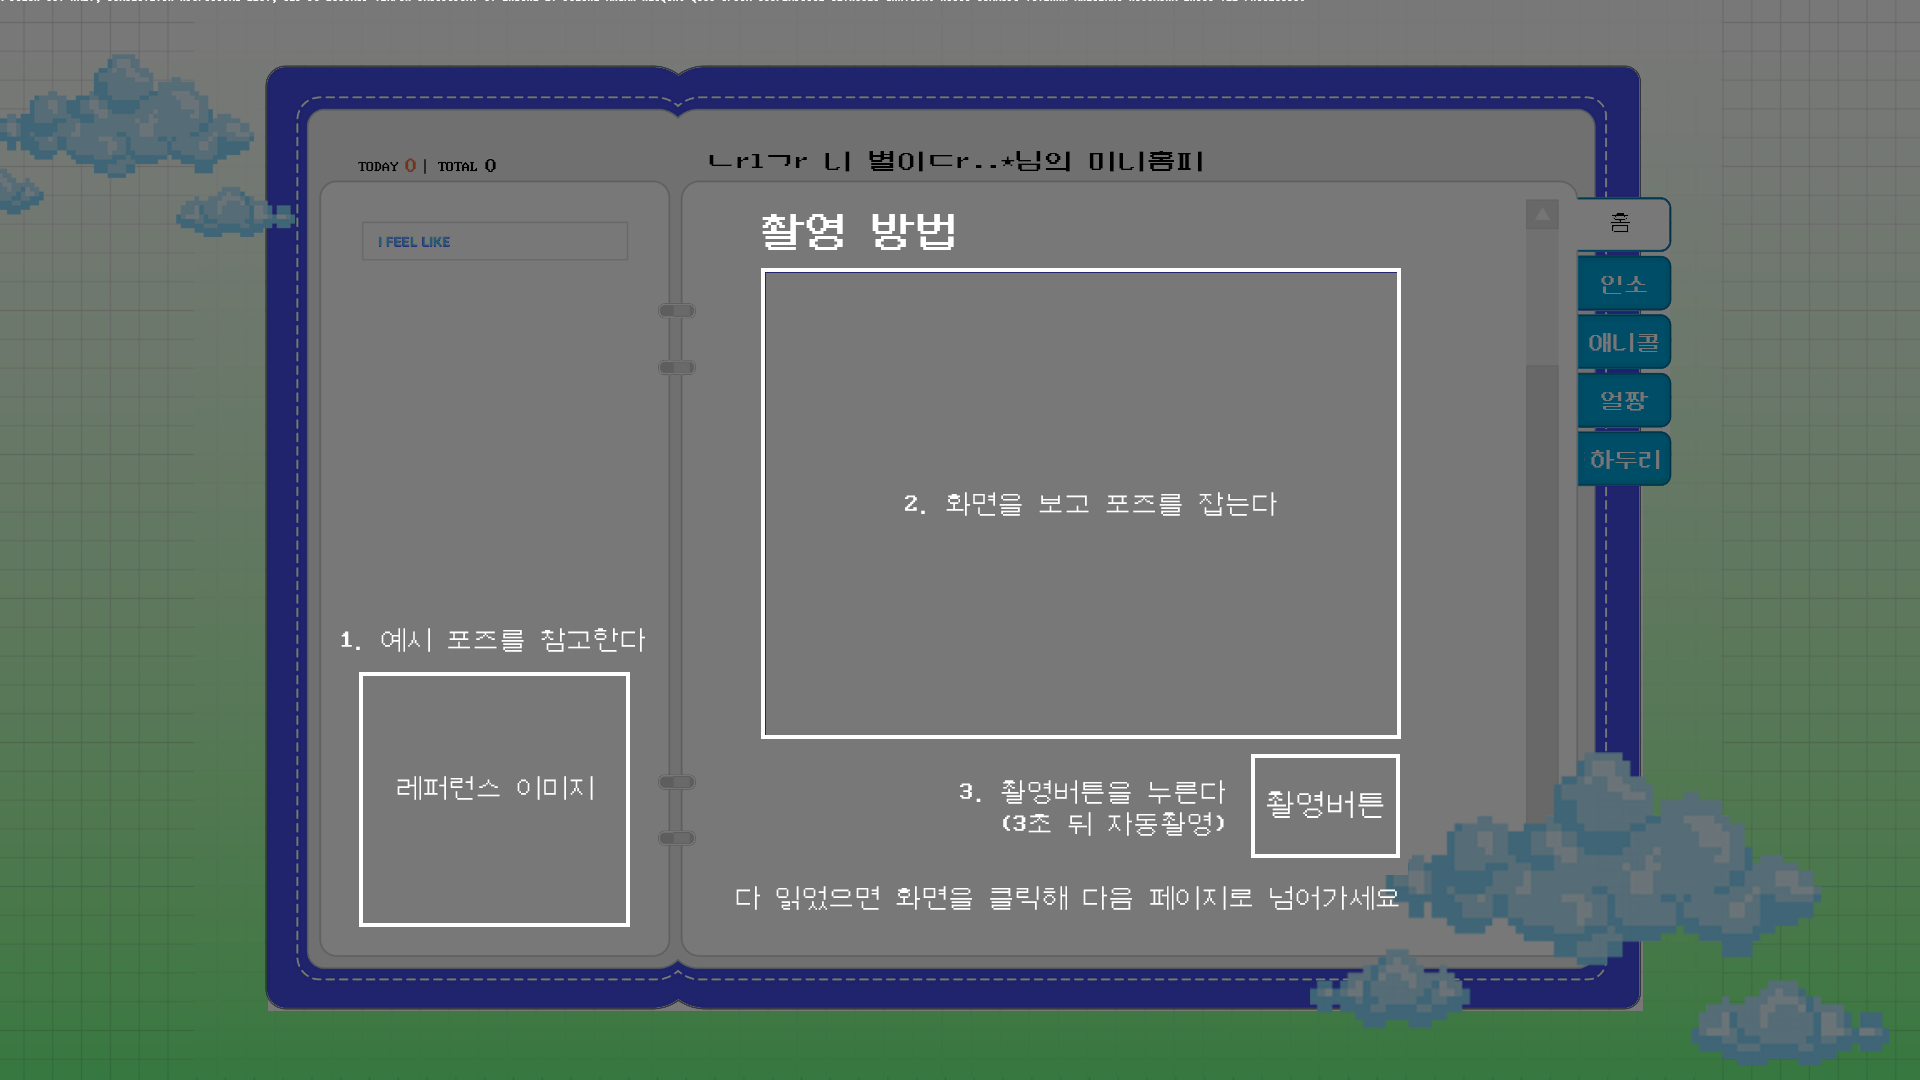 TODAY 0 | TOTAL 0
ㄴr1ㄱr 너 별이ㄷr..*님의 미니홈피
I FEEL LIKE
홈
인소
애니콜
얼짱
하두리
촬영 방법
1. 예시 포즈를 참고한다
레퍼런스 이미지
2. 화면을 보고 포즈를 잡는다
3. 촬영버튼을 누른다
(3초 뒤 자동촬영)
촬영버튼
다 읽었으면 화면을 클릭해 다음 페이지로 넘어가세요